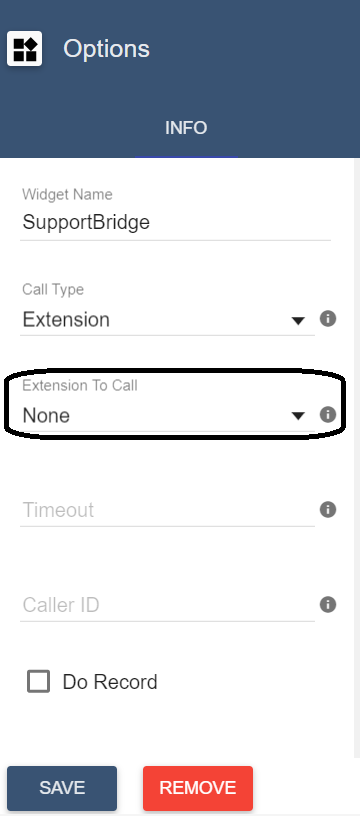 Options
INFO
Widget Name
SupportBridge
Call Type
Extension
Extension To Call
None
Timeout
Caller ID
Do Record
SAVE REMOVE